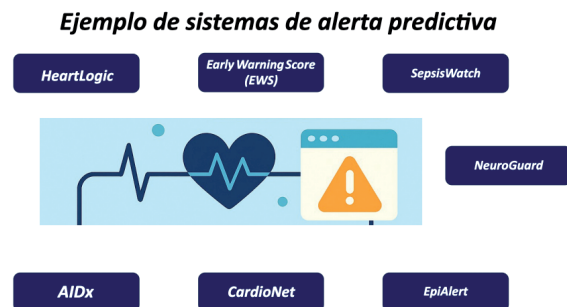 Ejemplo de sistemas de alerta predictiva
HeartLogic
Early Warning Score
(EWS)
SepsisWatch
NeuroGuard
AIDx
CardioNet
EpiAlert